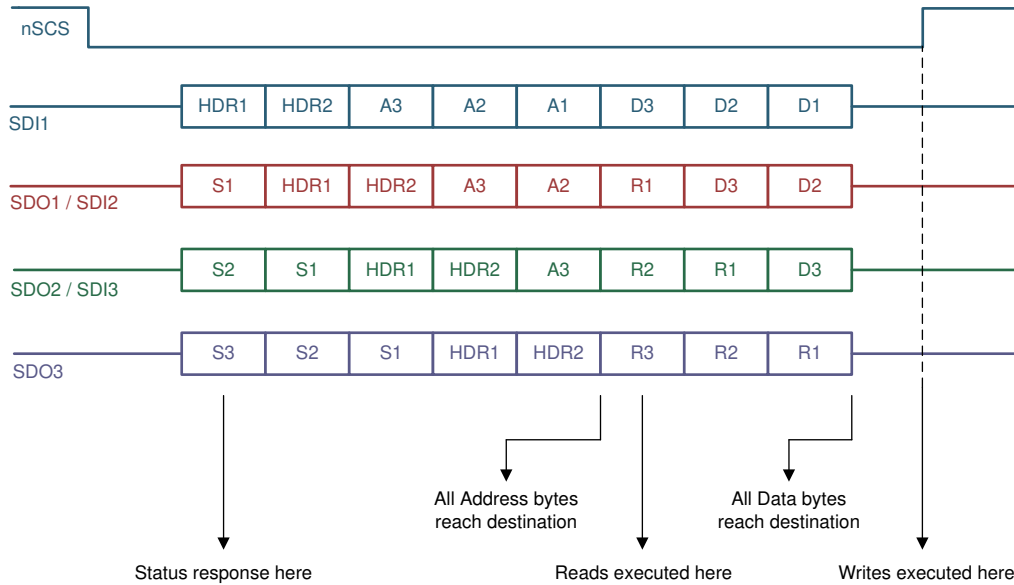 nSCS
HDR1 HDR2 A3 A2 A1 D3 D2 D1
SDI1
S1 HDR1 HDR2 A3 A2 R1 D3 D2
SDO1 / SDI2
S2 S1 HDR1 HDR2 A3 R2 R1 D3
SDO2 / SDI3
S3 S2 S1 HDR1 HDR2 R3 R2 R1
SDO3
All Address bytes All Data bytes
reach destination reach destination
Status response here Reads executed here Writes executed here